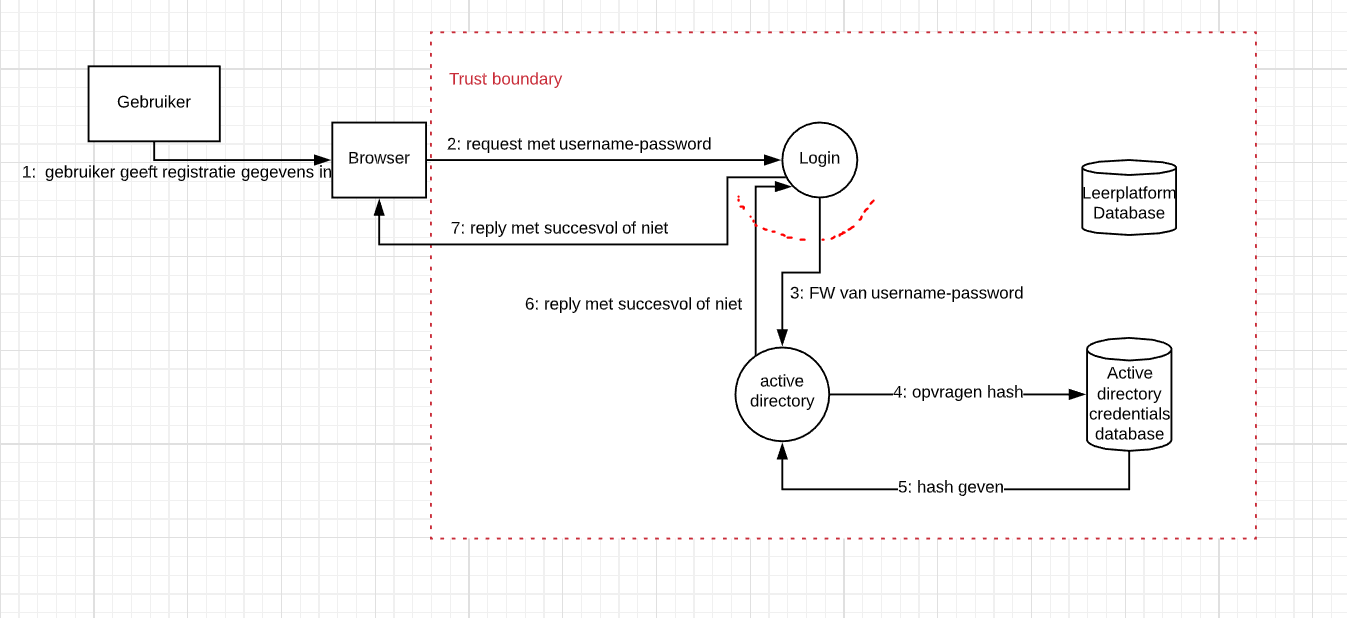 Trust boundary
Gebruiker
2: request met username-password
Browser
Login
1: gebruiker geeft registratie gegevens in
Leerplatform
Database
7: reply met succesvol of niet
3: FW van username-password
6: reply met succesvol of niet
active
directory
4: opvragen hash
Active
directory
credentials
database
5: hash geven